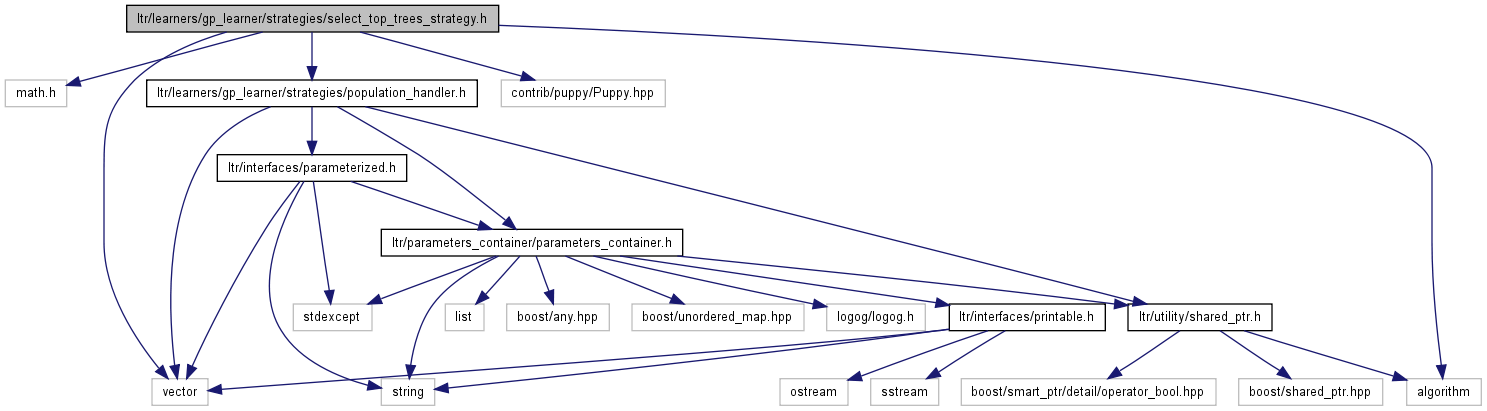 ltr/learners/gp_learner/strategies/select_top_trees_strategy.h
math.h
ltr/learners/gp_learner/strategies/population_handler.h
contrib/puppy/Puppy.hpp
ltr/interfaces/parameterized.h
ltr/parameters_container/parameters_container.h
stdexcept
list
boost/any.hpp
boost/unordered_map.hpp
logog/logog.h
ltr/interfaces/printable.h
ltr/utility/shared_ptr.h
vector
string
ostream
sstream
boost/smart_ptr/detail/operator_bool.hpp
boost/shared_ptr.hpp
algorithm